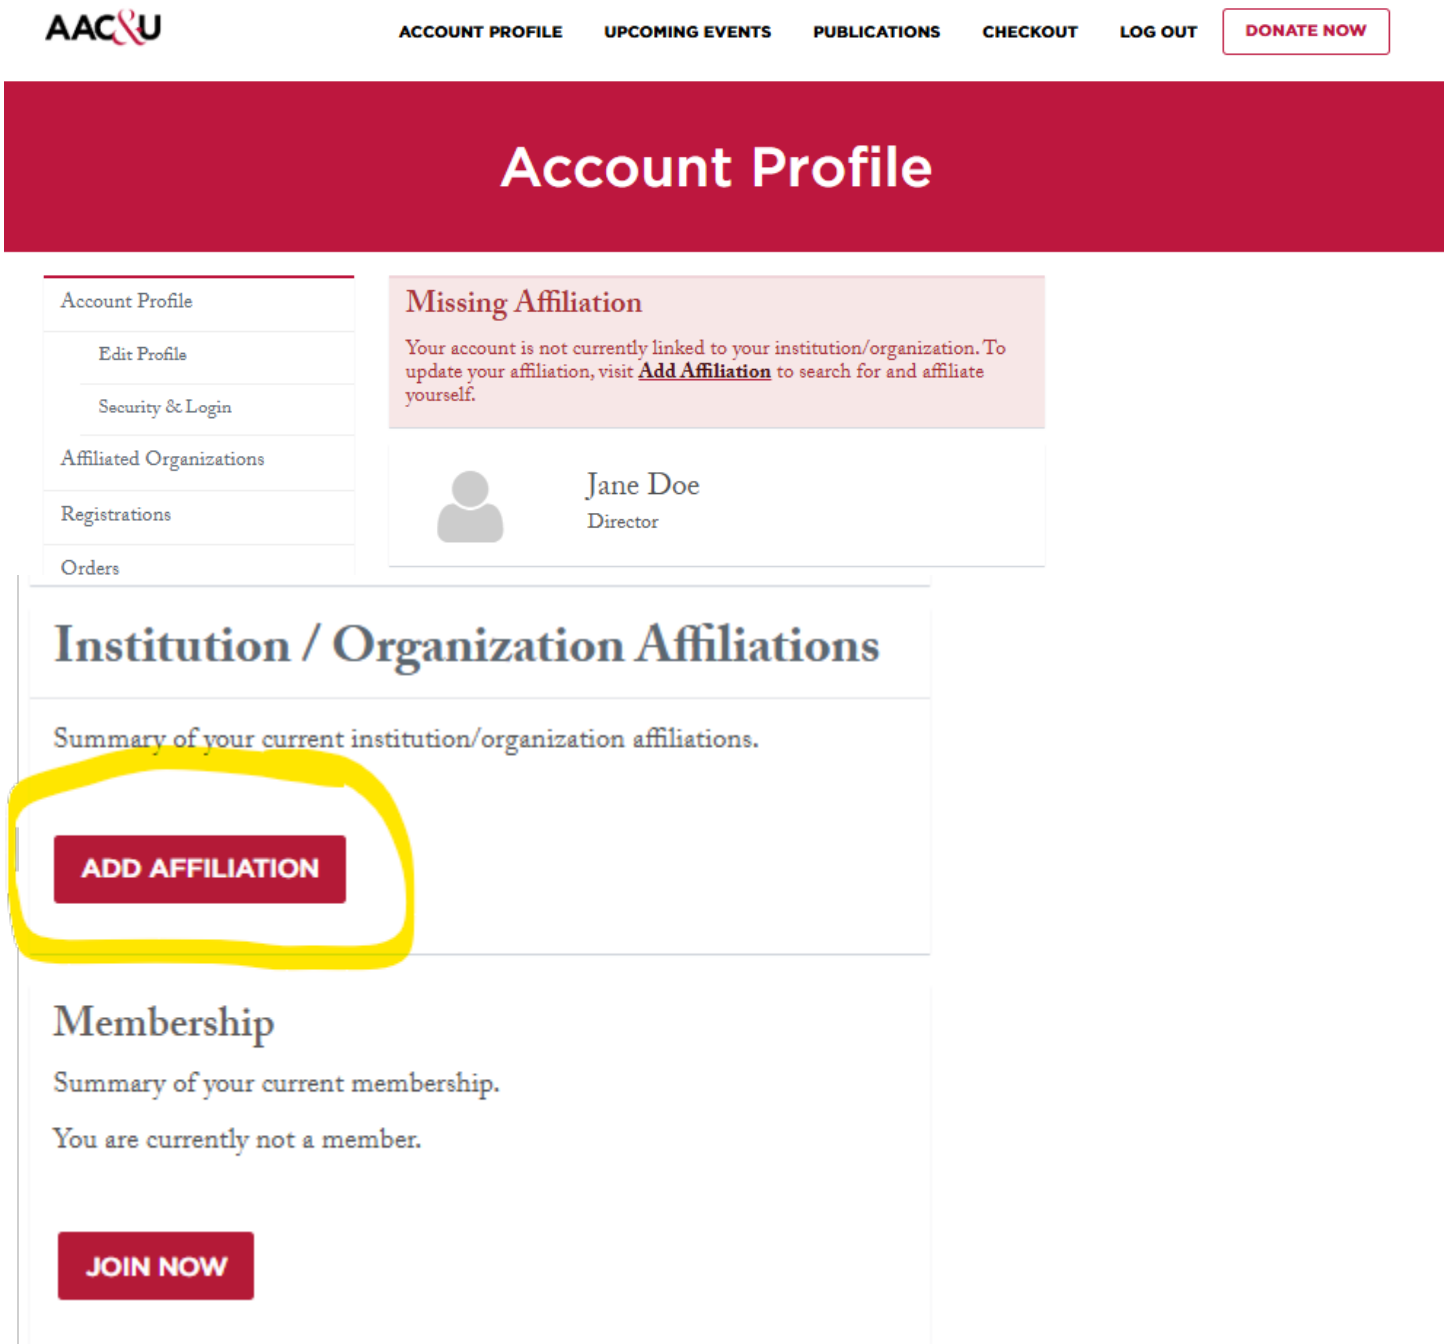 AAC&U
ACCOUNT PROFILE
UPCOMING EVENTS
PUBLICATIONS
CHECKOUT
LOG OUT
DONATE NOW
Account Profile
Account Profile
Edit Profile
Security & Login
Affiliated Organizations
Registrations
Orders
Missing Affiliation
Your account is not currently linked to your institution/organization. To
update your affiliation, visit Add Affiliation to search for and affiliate
yourself.
Jane Doe
Director
Institution / Organization Affiliations
Summary of your current institution/organization affiliations.
ADD AFFILIATION
Membership
Summary of your current membership.
You are currently not a member.
JOIN NOW